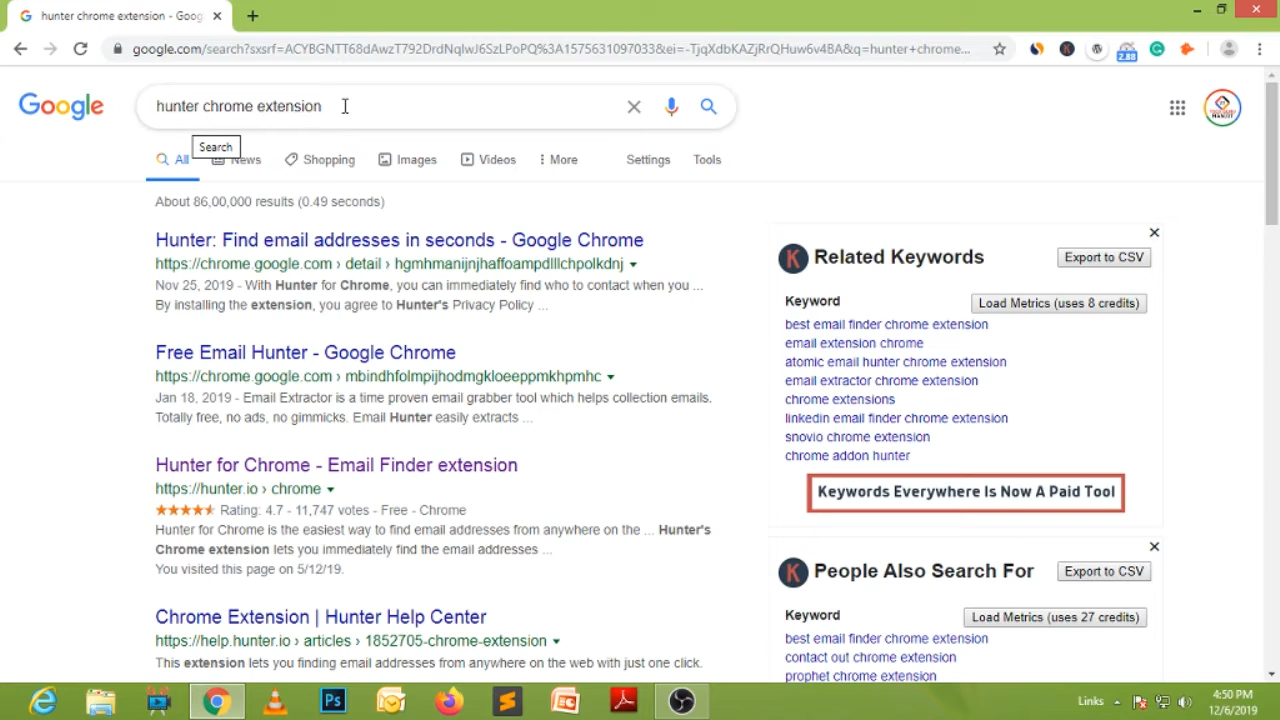 hunter chrome extension - Goog
google.com/search?sxsrf=ACYBGNTT68dAwzT792DrdNqlwJ6SzLPoPQ%3A1575631097033&ei=-TjqXdbKAZjRrQHuw6v4BA&q=hunter+chrome...
2.88
Google
hunter chrome extension
Search
All
News
Shopping
Images
Videos
More
Settings
Tools
About 86,00,000 results (0.49 seconds)
Hunter: Find email addresses in seconds - Google Chrome
https://chrome.google.com › detail › hgmhmanijnjhaffoampdlllchpolkdnj
Nov 25, 2019 - With Hunter for Chrome, you can immediately find who to contact when you ...
By installing the extension, you agree to Hunter's Privacy Policy ...
Free Email Hunter - Google Chrome
https://chrome.google.com › mbindhfolmpijhodmgkloeeppmkhpmhc
Jan 18, 2019 - Email Extractor is a time proven email grabber tool which helps collection emails.
Totally free, no ads, no gimmicks. Email Hunter easily extracts ...
Hunter for Chrome - Email Finder extension
https://hunter.io › chrome
Rating: 4.7 - 11,747 votes - Free - Chrome
Hunter for Chrome is the easiest way to find email addresses from anywhere on the ... Hunter's
Chrome extension lets you immediately find the email addresses ...
You visited this page on 5/12/19.
Chrome Extension | Hunter Help Center
https://help.hunter.io › articles › 1852705-chrome-extension
This extension lets you finding email addresses from anywhere on the web with just one click.
K Related Keywords
Export to CSV
Keyword
Load Metrics (uses 8 credits)
best email finder chrome extension
email extension chrome
atomic email hunter chrome extension
email extractor chrome extension
chrome extensions
linkedin email finder chrome extension
snovio chrome extension
chrome addon hunter
Keywords Everywhere Is Now A Paid Tool
K People Also Search For
Export to CSV
Keyword
Load Metrics (uses 27 credits)
best email finder chrome extension
contact out chrome extension
prophet chrome extension
Ps
Links
4:50 PM
12/6/2019